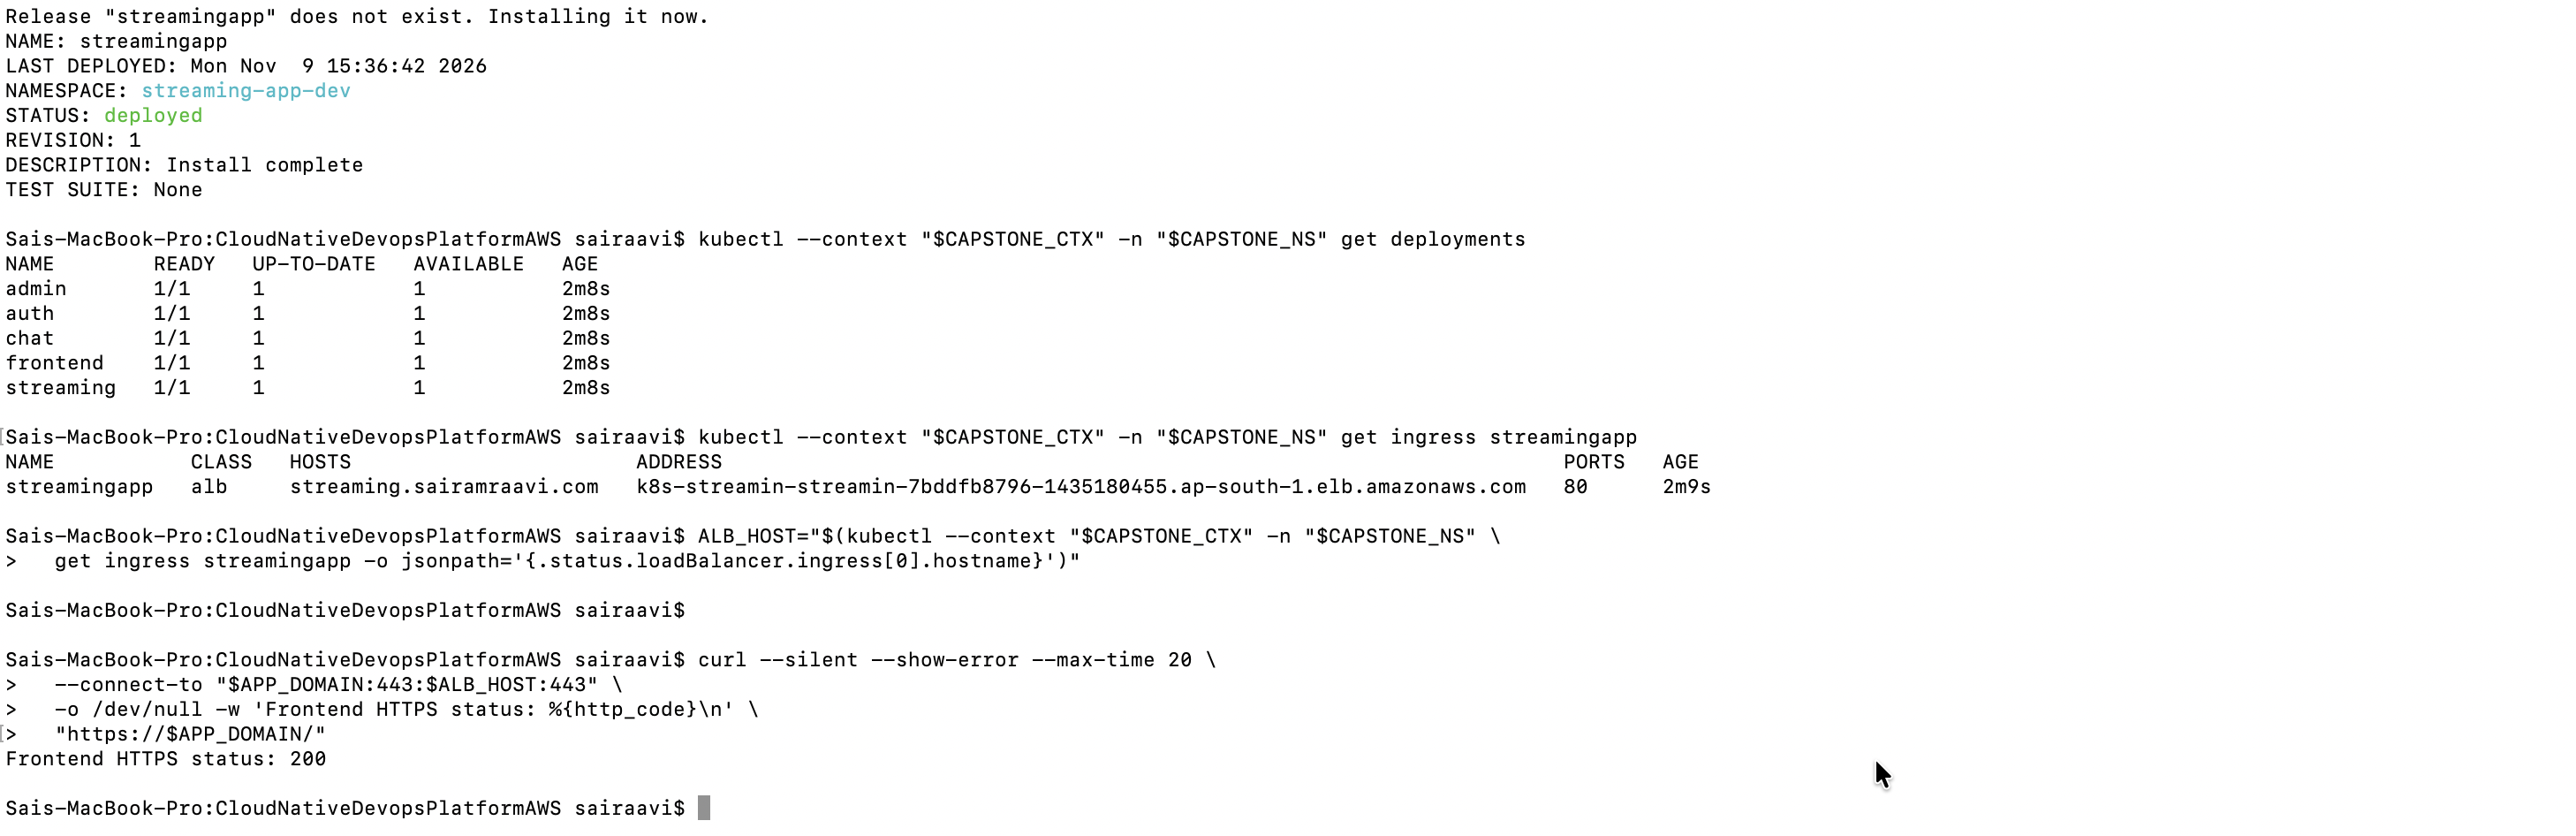 Release "streamingapp" does not exist. Installing it now.
NAME: streamingapp
LAST DEPLOYED: Mon Nov  9 15:36:42 2026
NAMESPACE: streaming-app-dev
STATUS: deployed
REVISION: 1
DESCRIPTION: Install complete
TEST SUITE: None
Sais-MacBook-Pro:CloudNativeDevopsPlatformAWS sairaavi$ kubectl --context "$CAPSTONE_CTX" -n "$CAPSTONE_NS" get deployments
NAME        READY   UP-TO-DATE   AVAILABLE   AGE
admin       1/1     1            1           2m8s
auth        1/1     1            1           2m8s
chat        1/1     1            1           2m8s
frontend    1/1     1            1           2m8s
streaming   1/1     1            1           2m8s
[Sais-MacBook-Pro:CloudNativeDevopsPlatformAWS sairaavi$ kubectl --context "$CAPSTONE_CTX" -n "$CAPSTONE_NS" get ingress streamingapp
NAME           CLASS   HOSTS                       ADDRESS                                                                    PORTS   AGE
streamingapp   alb     streaming.sairamraavi.com   k8s-streamin-streamin-7bddfb8796-1435180455.ap-south-1.elb.amazonaws.com   80      2m9s
Sais-MacBook-Pro:CloudNativeDevopsPlatformAWS sairaavi$ ALB_HOST="$(kubectl --context "$CAPSTONE_CTX" -n "$CAPSTONE_NS" \
>   get ingress streamingapp -o jsonpath='{.status.loadBalancer.ingress[0].hostname}')"
Sais-MacBook-Pro:CloudNativeDevopsPlatformAWS sairaavi$
Sais-MacBook-Pro:CloudNativeDevopsPlatformAWS sairaavi$ curl --silent --show-error --max-time 20 \
>   --connect-to "$APP_DOMAIN:443:$ALB_HOST:443" \
>   -o /dev/null -w 'Frontend HTTPS status: %{http_code}\n' \
[>   "https://$APP_DOMAIN/"
Frontend HTTPS status: 200
Sais-MacBook-Pro:CloudNativeDevopsPlatformAWS sairaavi$